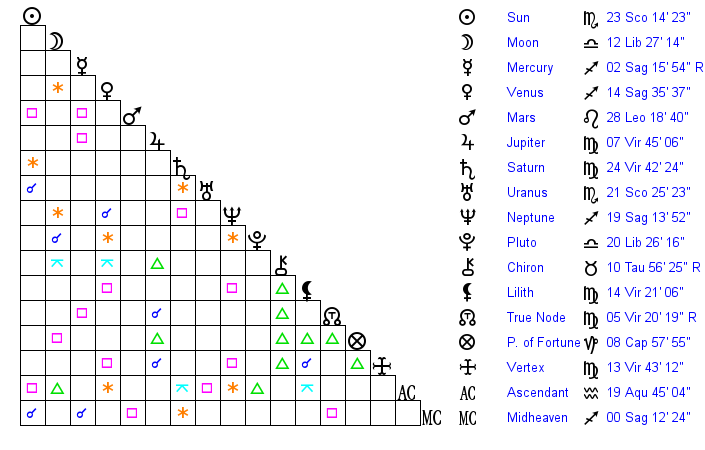 Sun 23 Sco 14' 23"
Moon 12 Lib 27' 14"
Mercury 02 Sag 15' 54" R
Venus 14 Sag 35' 37"
Mars 28 Leo 18' 40"
Jupiter 07 Vir 45' 06"
Saturn 24 Vir 42' 24"
Uranus 21 Sco 25' 23"
Neptune 19 Sag 13' 52"
Pluto 20 Lib 26' 16"
Chiron 10 Tau 56' 25" R
Lilith 14 Vir 21' 06"
True Node 05 Vir 20' 19" R
P. of Fortune 08 Cap 57' 55"
Vertex 13 Vir 43' 12"
AC AC Ascendant 19 Aqu 45' 04"
MC MC Midheaven 00 Sag 12' 24"